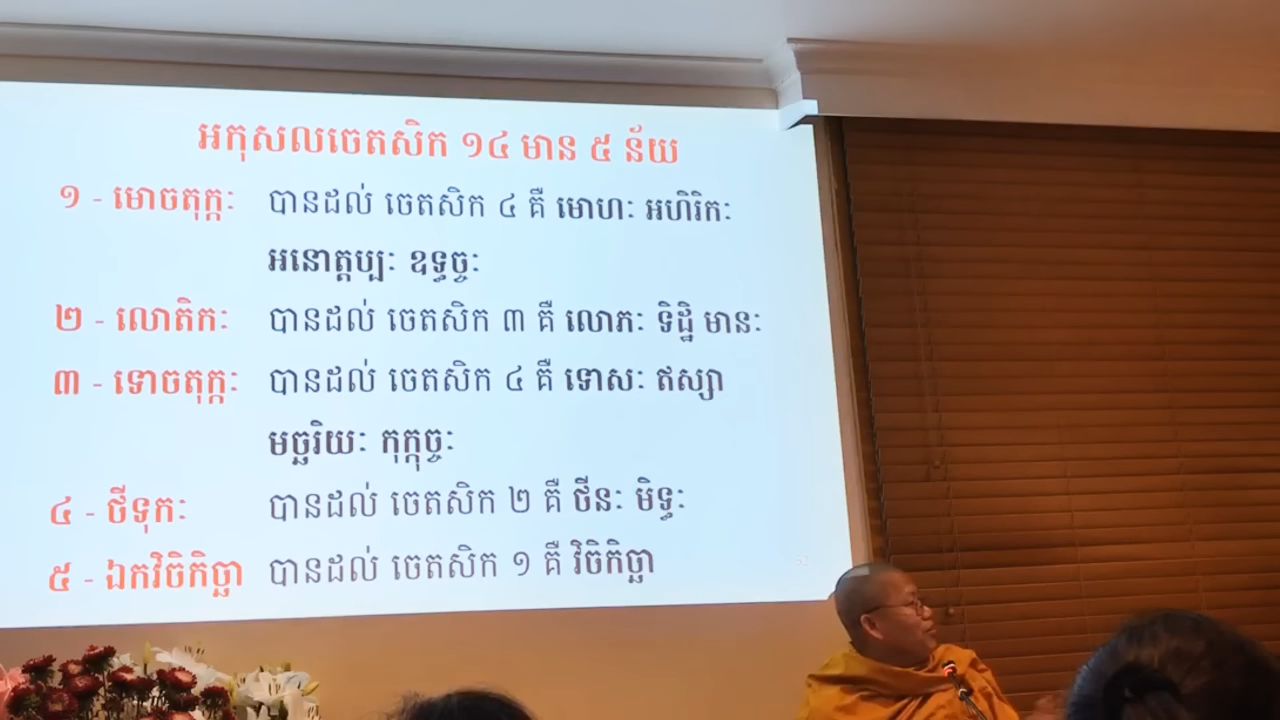 អកុសលចេតសិក ១៤ មាន ៥ ន័យ
១ - មោចតុក្កៈ បានដល់ ចេតសិក ៤ គឺ មោហៈ អហិរិកៈ
អនោត្តប្បៈ ឧទ្ធច្ចៈ
២ - លោតិកៈ បានដល់ ចេតសិក ៣ គឺ លោភៈ ទិដ្ឋិ មានៈ
៣ - ទោចតុក្កៈ បានដល់ ចេតសិក ៤ គឺ ទោសៈ ឥស្សា
មច្ឆរិយៈ កុក្កុច្ចៈ
៤ - ថីទុកៈ បានដល់ ចេតសិក ២ គឺ ថីនៈ មិទ្ធៈ
៥ - ឯកវិចិកិច្ឆា បានដល់ ចេតសិក ១ គឺ វិចិកិច្ឆា